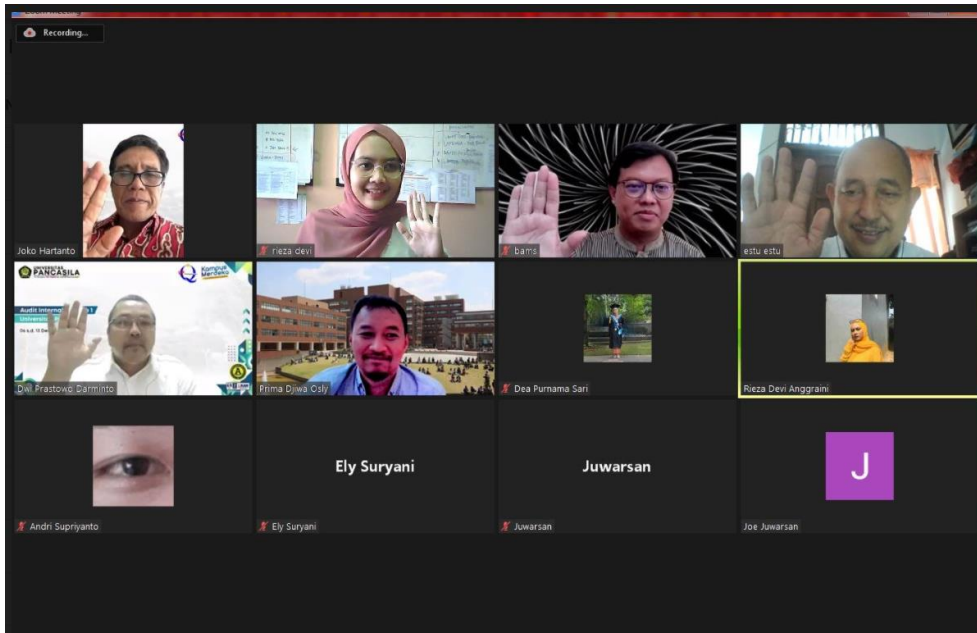 Recording...
Joko Hartanto
rieza devi
bams
estu estu
PANCASILA
Kampus
Merdeka
Audit Internal
Dwi Prastowo Darminto
Prima Djiwa Osly
Dea Purnama Sari
Rieza Devi Anggraini
Andri Supriyanto
Ely Suryani
Ely Suryani
Juwarsan
Juwarsan
J
Joe Juwarsan